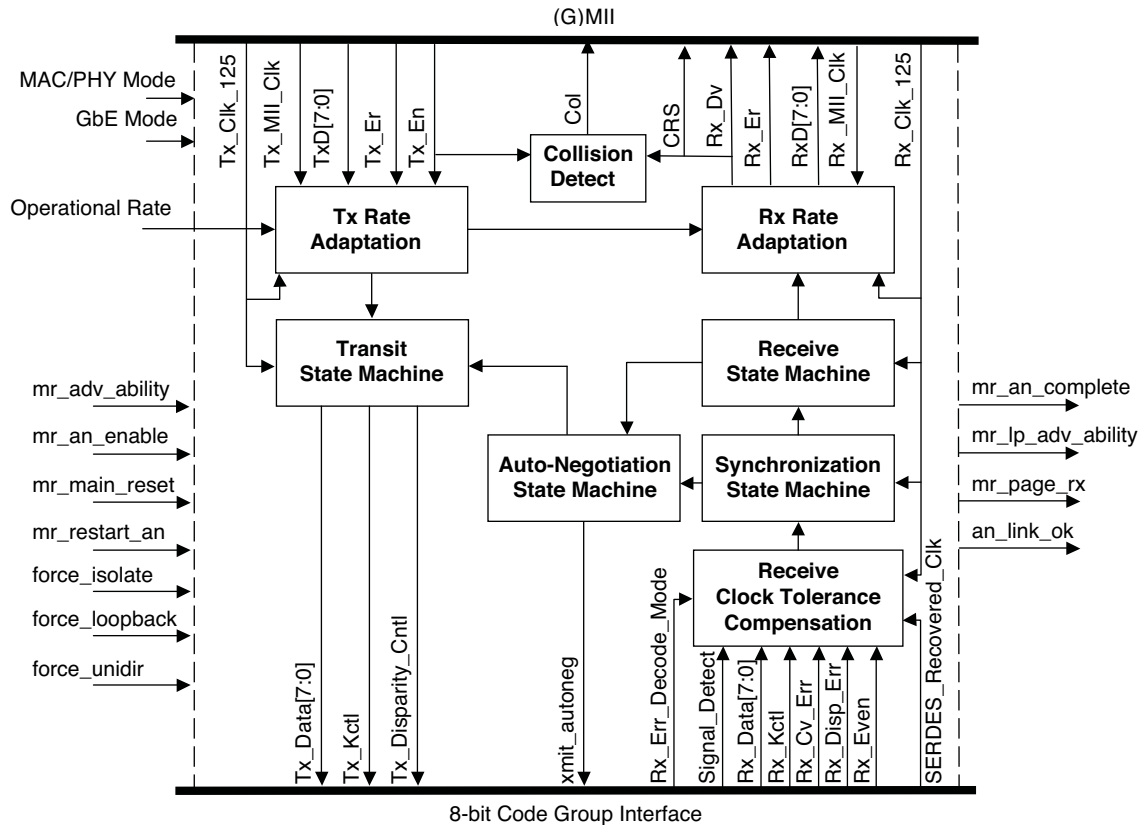 (G)MII
MAC/PHY Mode
GbE Mode
Operational Rate
Tx_Clk_125
Tx_MII_Clk
TxD[7:0]
Tx_Er
Tx_En
Col
CRS
Rx_Dv
Rx_Er
RxD[7:0]
Rx_MII_Clk
Rx_Clk_125
Collision
Detect
Tx Rate
Adaptation
Rx Rate
Adaptation
Transit
State Machine
Receive
State Machine
Auto-Negotiation
State Machine
Synchronization
State Machine
Receive
Clock Tolerance
Compensation
mr_adv_ability
mr_an_enable
mr_main_reset
mr_restart_an
force_isolate
force_loopback
force_unidir
mr_an_complete
mr_lp_adv_ability
mr_page_rx
an_link_ok
Tx_Data[7:0]
Tx_Kctl
Tx_Disparity_Cntl
xmit_autoneg
Rx_Err_Decode_Mode
Signal_Detect
Rx_Data[7:0]
Rx_Kctl
Rx_Cv_Err
Rx_Disp_Err
Rx_Even
SERDES_Recovered_Clk
8-bit Code Group Interface